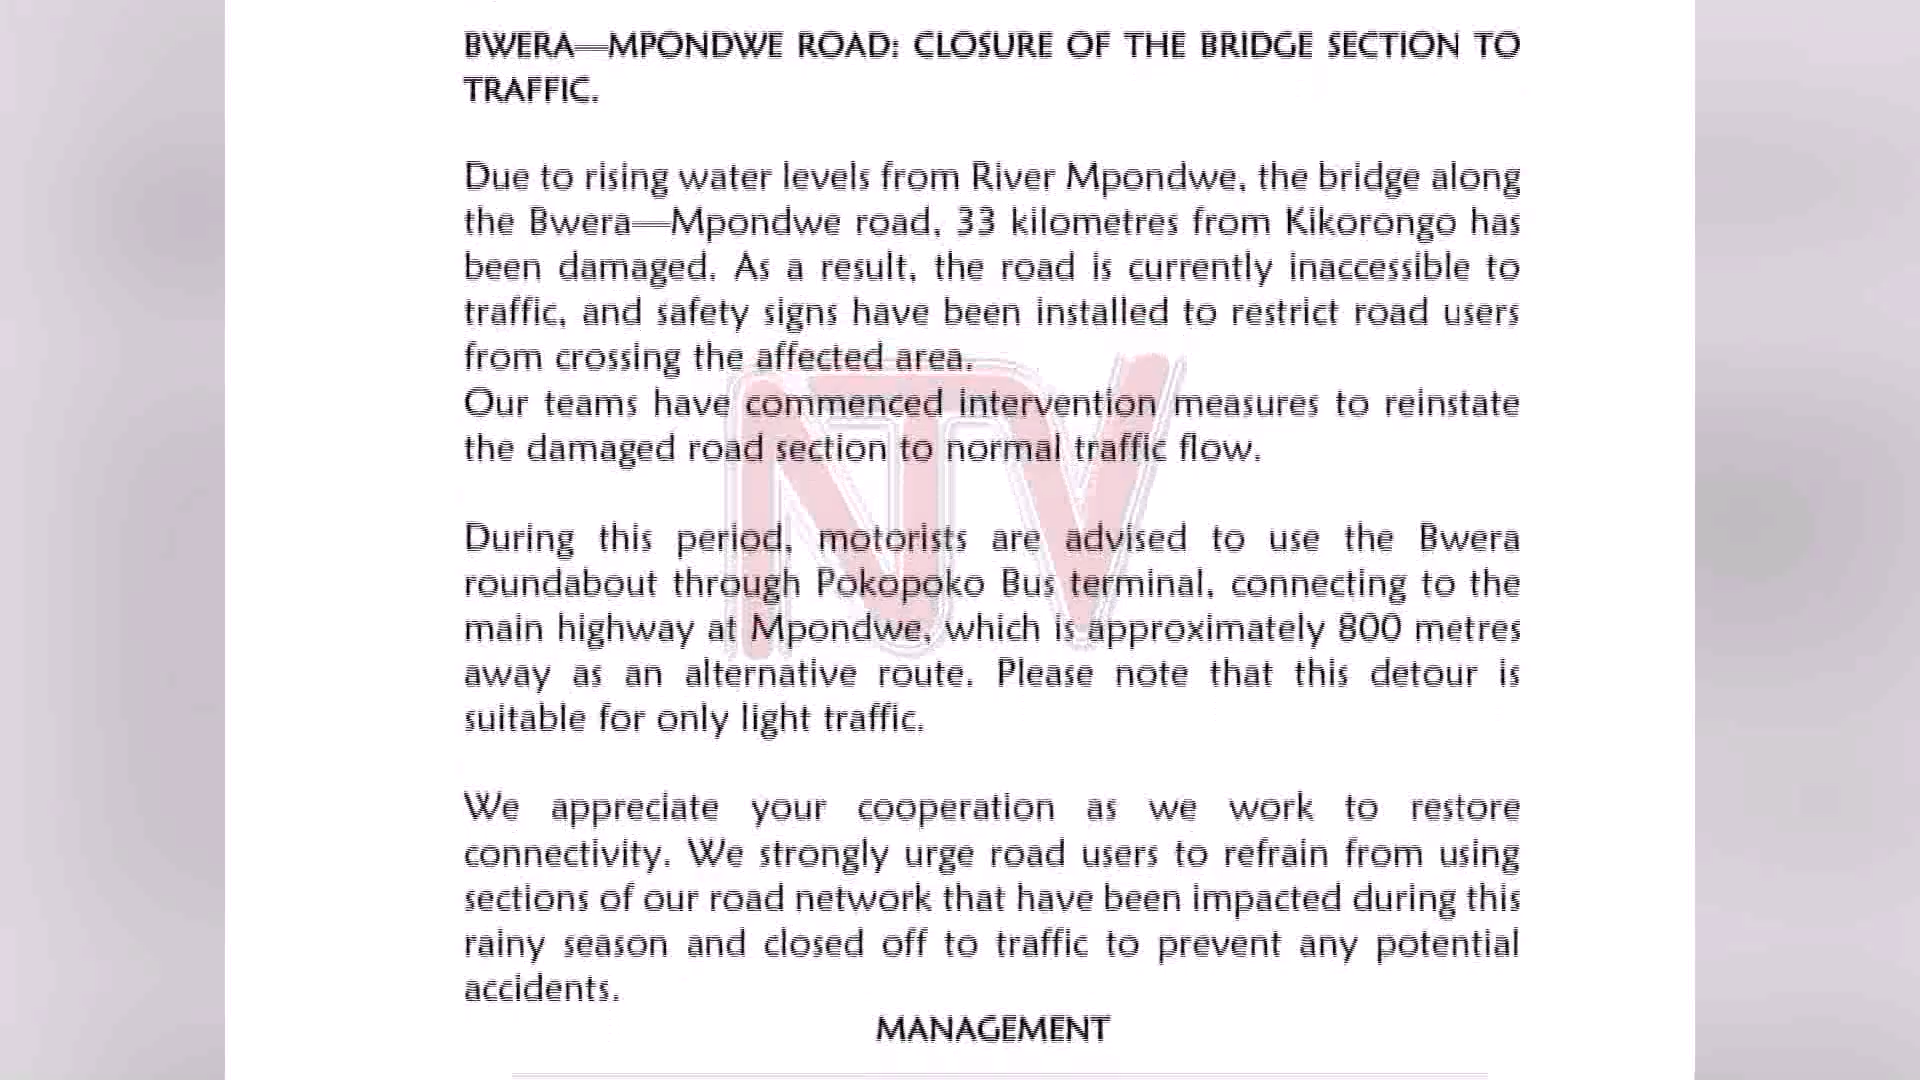 BWERA—MPONDWE ROAD: CLOSURE OF THE BRIDGE SECTION TO
TRAFFIC.
Due to rising water levels from River Mpondwe, the bridge along
the Bwera—Mpondwe road, 33 kilometres from Kikorongo has
been damaged. As a result, the road is currently inaccessible to
traffic, and safety signs have been installed to restrict road users
from crossing the affected area.
Our teams have commenced intervention measures to reinstate
the damaged road section to normal traffic flow.
During this period, motorists are advised to use the Bwera
roundabout through Pokopoko Bus terminal, connecting to the
main highway at Mpondwe, which is approximately 800 metres
away as an alternative route. Please note that this detour is
suitable for only light traffic.
We appreciate your cooperation as we work to restore
connectivity. We strongly urge road users to refrain from using
sections of our road network that have been impacted during this
rainy season and closed off to traffic to prevent any potential
accidents.
MANAGEMENT
NTV